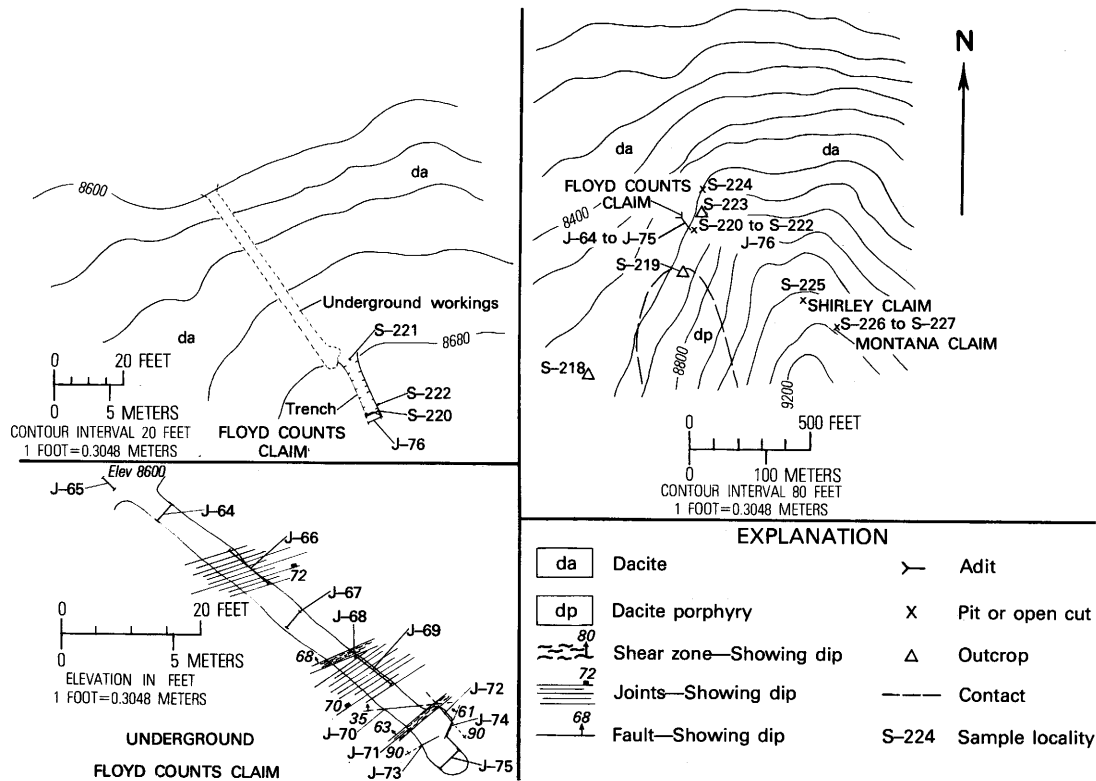 8600
da
Underground workings
S-221
8680
da
0 20 FEET
S-222
S-220
Trench
0 5 METERS
CONTOUR INTERVAL 20 FEET
1 FOOT=0.3048 METERS
FLOYD COUNTS
CLAIM
J-76
N
da
da
FLOYD COUNTS
CLAIM
S-224
S-223
8400
S-220 to S-222
J-64 to J-75
J-76
S-219
S-225
SHIRLEY CLAIM
S-226 to S-227
MONTANA CLAIM
dp
8800
S-218
9200
0 500 FEET
0 100 METERS
CONTOUR INTERVAL 80 FEET
1 FOOT=0.3048 METERS
Elev 8600
J-65
J-64
J-66
72
J-67
0 20 FEET
J-68
J-69
68
0 5 METERS
ELEVATION IN FEET
1 FOOT=0.3048 METERS
J-72
70
35
61
J-74
J-70
63
90
J-71
90
J-73
J-75
UNDERGROUND
FLOYD COUNTS CLAIM
EXPLANATION
da Dacite
dp Dacite porphyry
80
Shear zone—Showing dip
72
Joints—Showing dip
68
Fault—Showing dip
Adit
X Pit or open cut
Outcrop
Contact
S-224 Sample locality